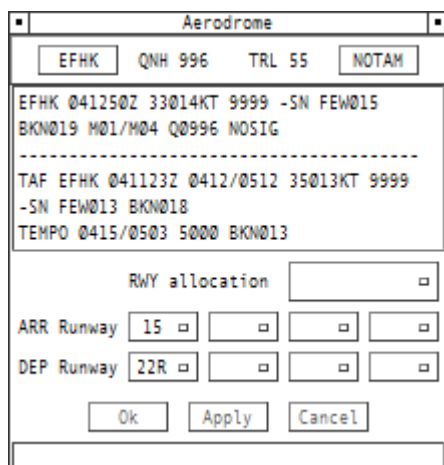 Aerodrome
EFHK QNH 996 TRL 55 NOTAM
EFHK 041250Z 33014KT 9999 -SN FEW015
BKN019 M01/M04 Q0996 NOSIG
----------------------------------------
TAF EFHK 041123Z 0412/0512 35013KT 9999
-SN FEW013 BKN018
TEMPO 0415/0503 5000 BKN013
RWY allocation
ARR Runway 15
DEP Runway 22R
Ok Apply Cancel